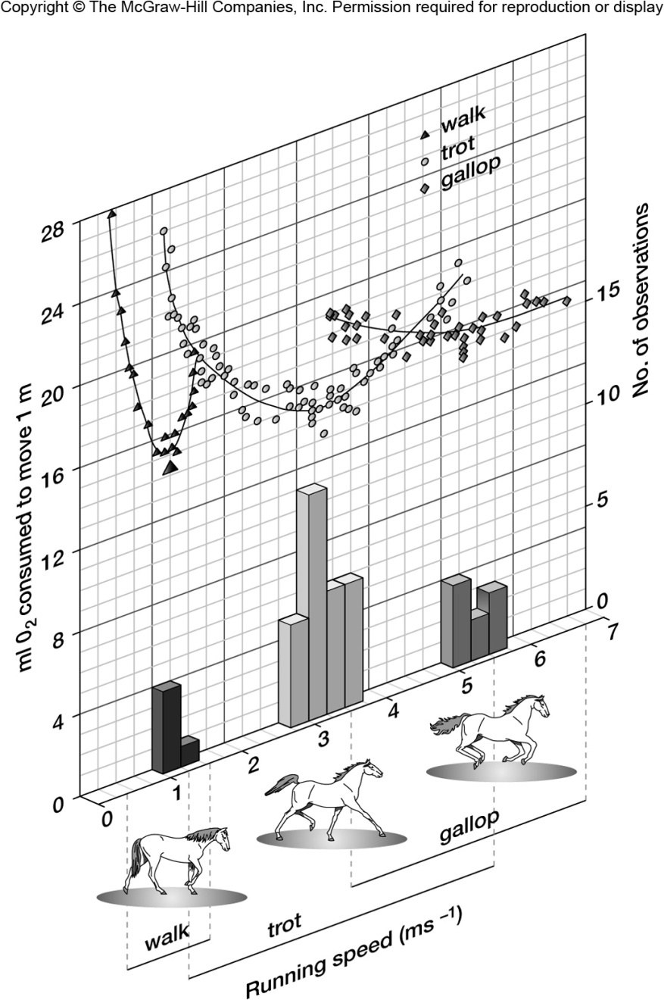 Copyright © The McGraw-Hill Companies, Inc. Permission required for reproduction or display
walk
trot
gallop
28
24
20
16
12
8
4
0
ml O₂ consumed to move 1 m
15
10
5
0
No. of observations
0
1
2
3
4
5
6
7
gallop
trot
walk
Running speed (ms ⁻¹)